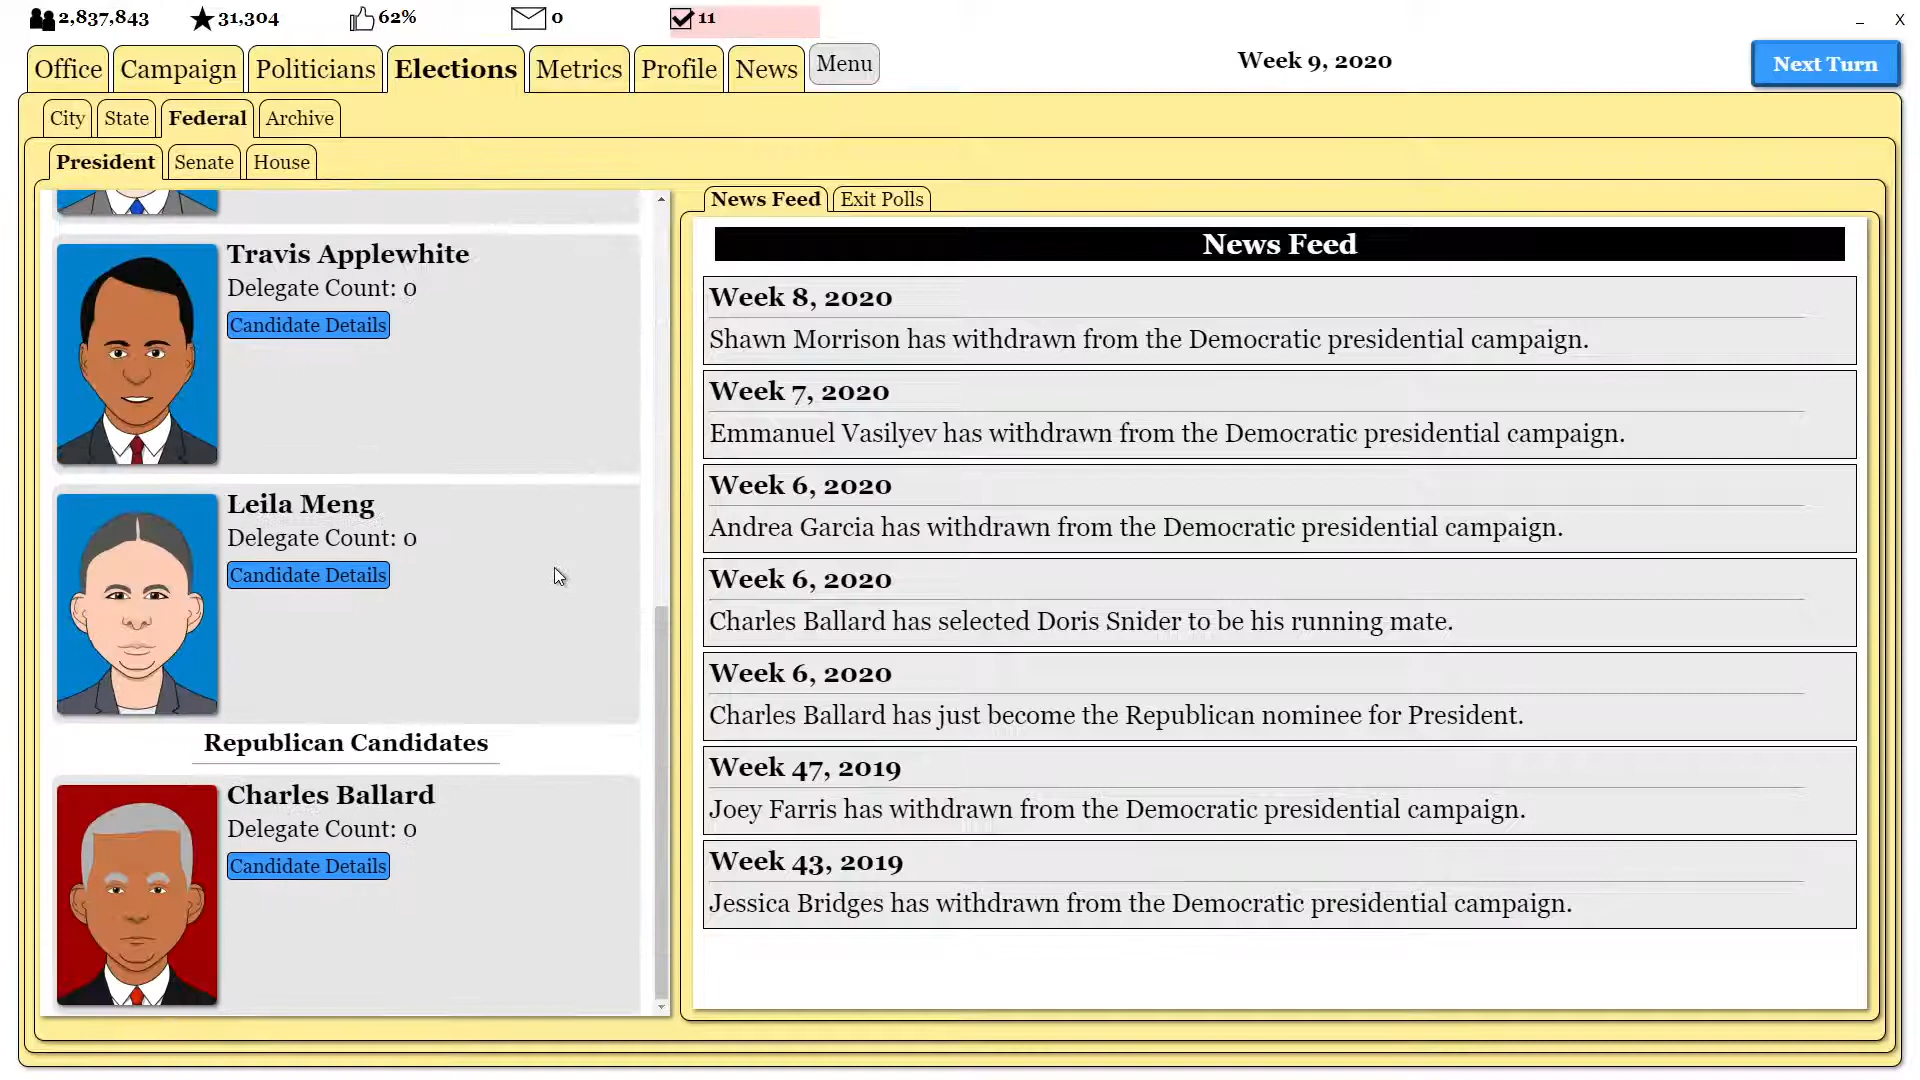 2,837,843 31,304 62% 0 11 _ X
Office Campaign Politicians Elections Metrics Profile News Menu Week 9, 2020 Next Turn
City State Federal Archive
President Senate House
Travis Applewhite
Delegate Count: 0
Candidate Details
Leila Meng
Delegate Count: 0
Candidate Details
Republican Candidates
Charles Ballard
Delegate Count: 0
Candidate Details
News Feed Exit Polls
News Feed
Week 8, 2020
Shawn Morrison has withdrawn from the Democratic presidential campaign.
Week 7, 2020
Emmanuel Vasilyev has withdrawn from the Democratic presidential campaign.
Week 6, 2020
Andrea Garcia has withdrawn from the Democratic presidential campaign.
Week 6, 2020
Charles Ballard has selected Doris Snider to be his running mate.
Week 6, 2020
Charles Ballard has just become the Republican nominee for President.
Week 47, 2019
Joey Farris has withdrawn from the Democratic presidential campaign.
Week 43, 2019
Jessica Bridges has withdrawn from the Democratic presidential campaign.